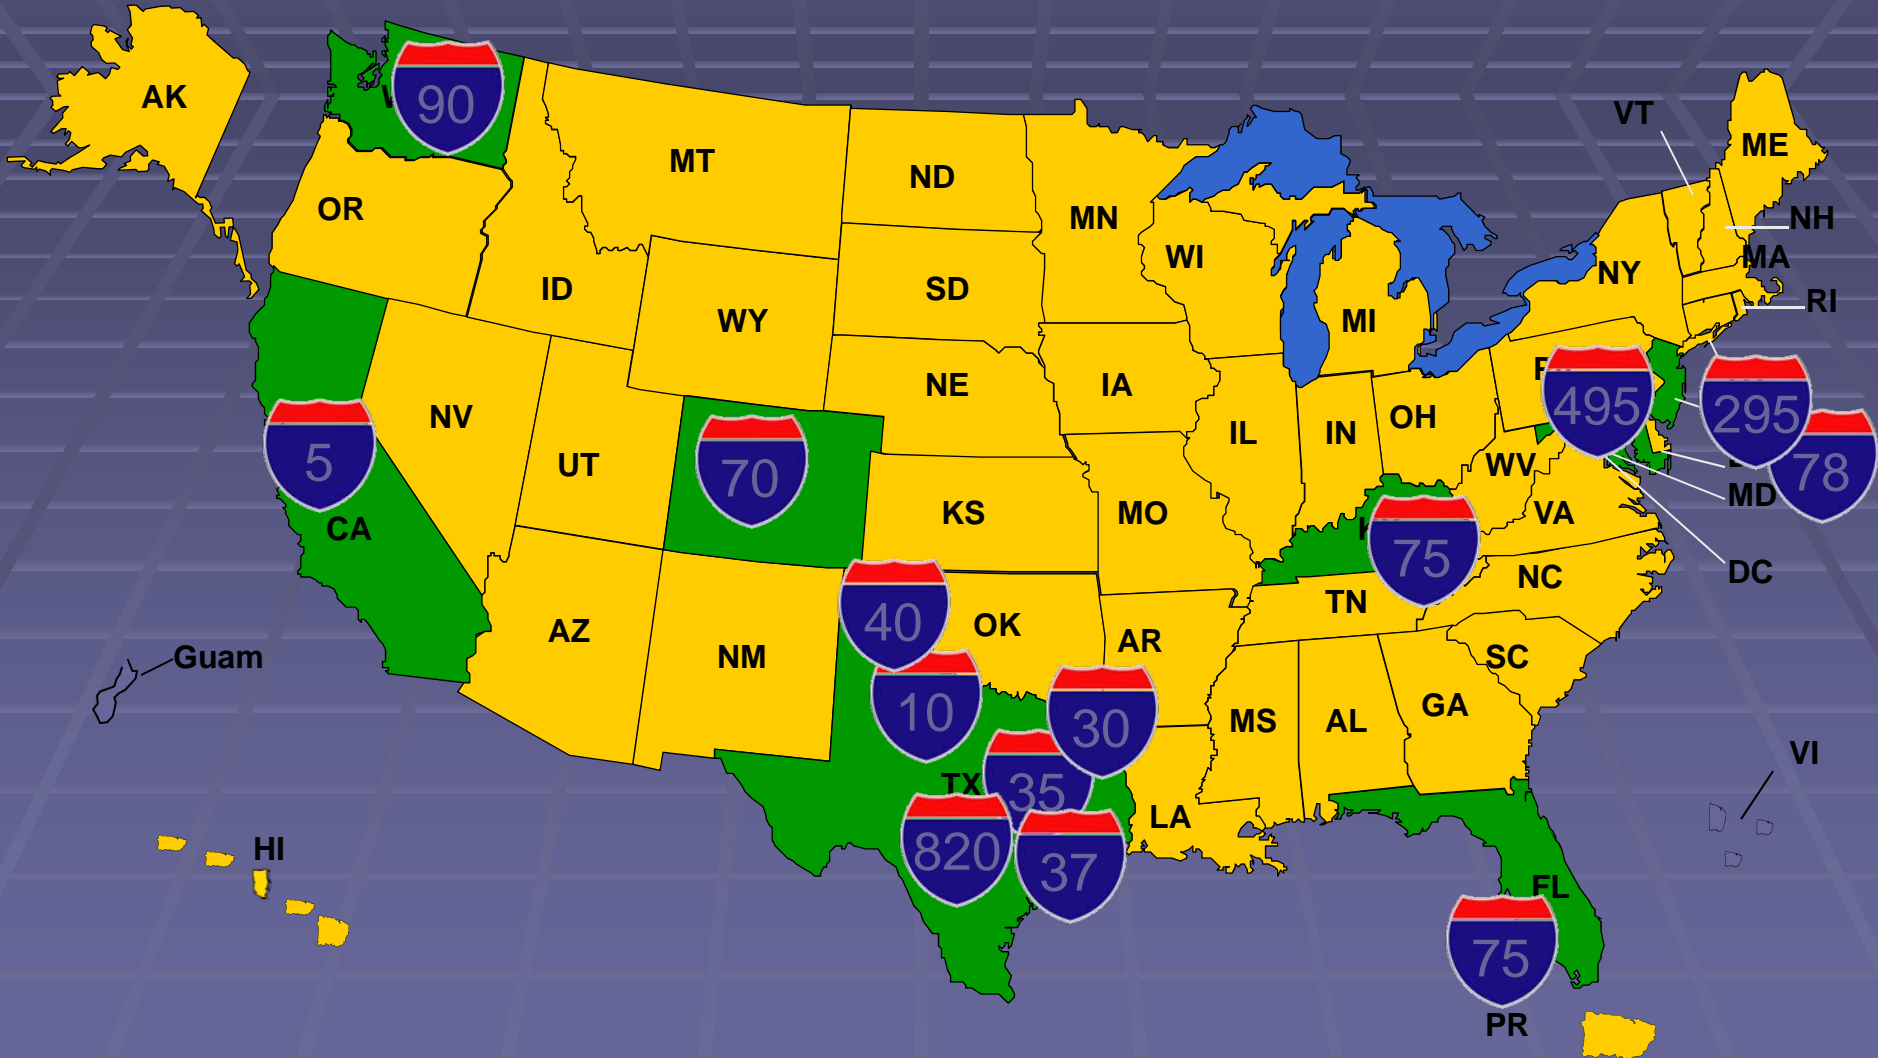 AK
90
VT
ME
MT
ND
OR
MN
NH
WI
MA
NY
ID
SD
RI
WY
MI
NE
IA
495
295
NV
OH
IL
IN
5
70
UT
WV
78
KS
MO
MD
CA
VA
75
DC
NC
TN
40
OK
AZ
AR
NM
Guam
SC
10
30
GA
MS
AL
VI
TX
35
LA
HI
820
37
FL
75
PR